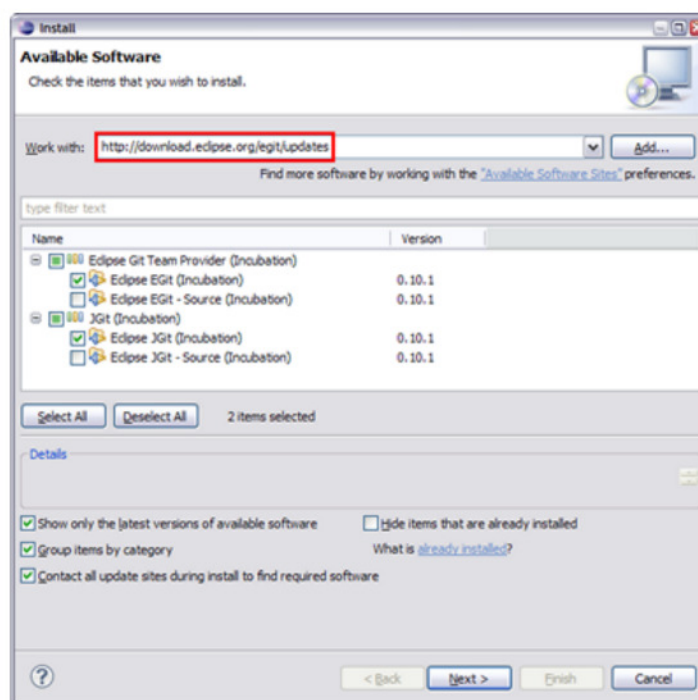 Install
Available Software
Check the items that you wish to install.
Work with: http://download.eclipse.org/egit/updates Add...
Find more software by working with the "Available Software Sites" preferences.
type filter text
Name Version
Eclipse Git Team Provider (Incubation)
Eclipse EGit (Incubation) 0.10.1
Eclipse EGit - Source (Incubation) 0.10.1
JGit (Incubation)
Eclipse JGit (Incubation) 0.10.1
Eclipse JGit - Source (Incubation) 0.10.1
Select All Deselect All 2 items selected
Details
Show only the latest versions of available software Hide items that are already installed
Group items by category What is already installed?
Contact all update sites during install to find required software
? < Back Next > Finish Cancel